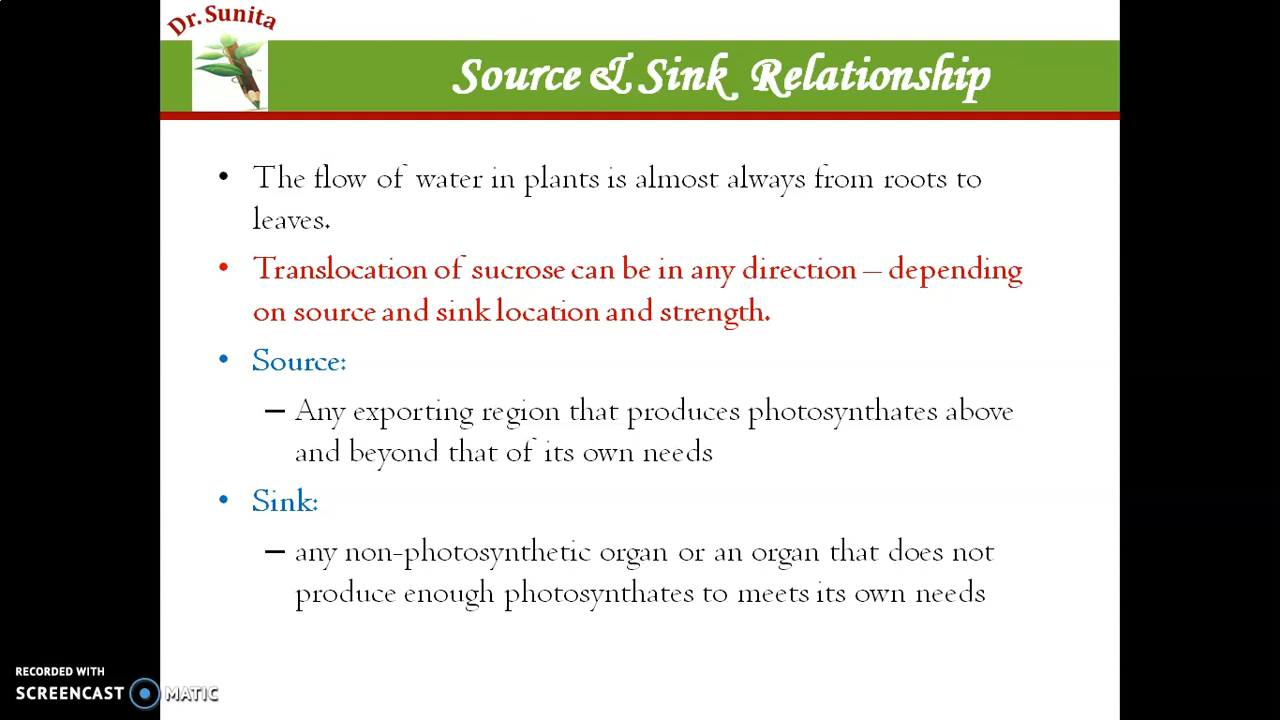 Dr. Sunita
Source & Sink Relationship
• The flow of water in plants is almost always from roots to
leaves.
• Translocation of sucrose can be in any direction – depending
on source and sink location and strength.
• Source:
– Any exporting region that produces photosynthates above
and beyond that of its own needs
• Sink:
– any non-photosynthetic organ or an organ that does not
produce enough photosynthates to meets its own needs
RECORDED WITH
SCREENCAST MATIC